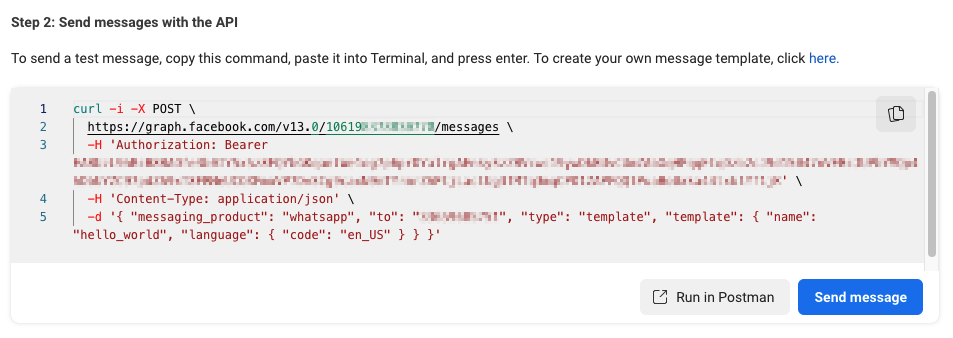 Step 2: Send messages with the API
To send a test message, copy this command, paste it into Terminal, and press enter. To create your own message template, click here.
1 curl -i -X POST \
2 https://graph.facebook.com/v13.0/10619 /messages \
3 -H 'Authorization: Bearer
' \
4 -H 'Content-Type: application/json' \
5 -d '{ "messaging_product": "whatsapp", "to": " ", "type": "template", "template": { "name":
"hello_world", "language": { "code": "en_US" } } }'
Run in Postman
Send message